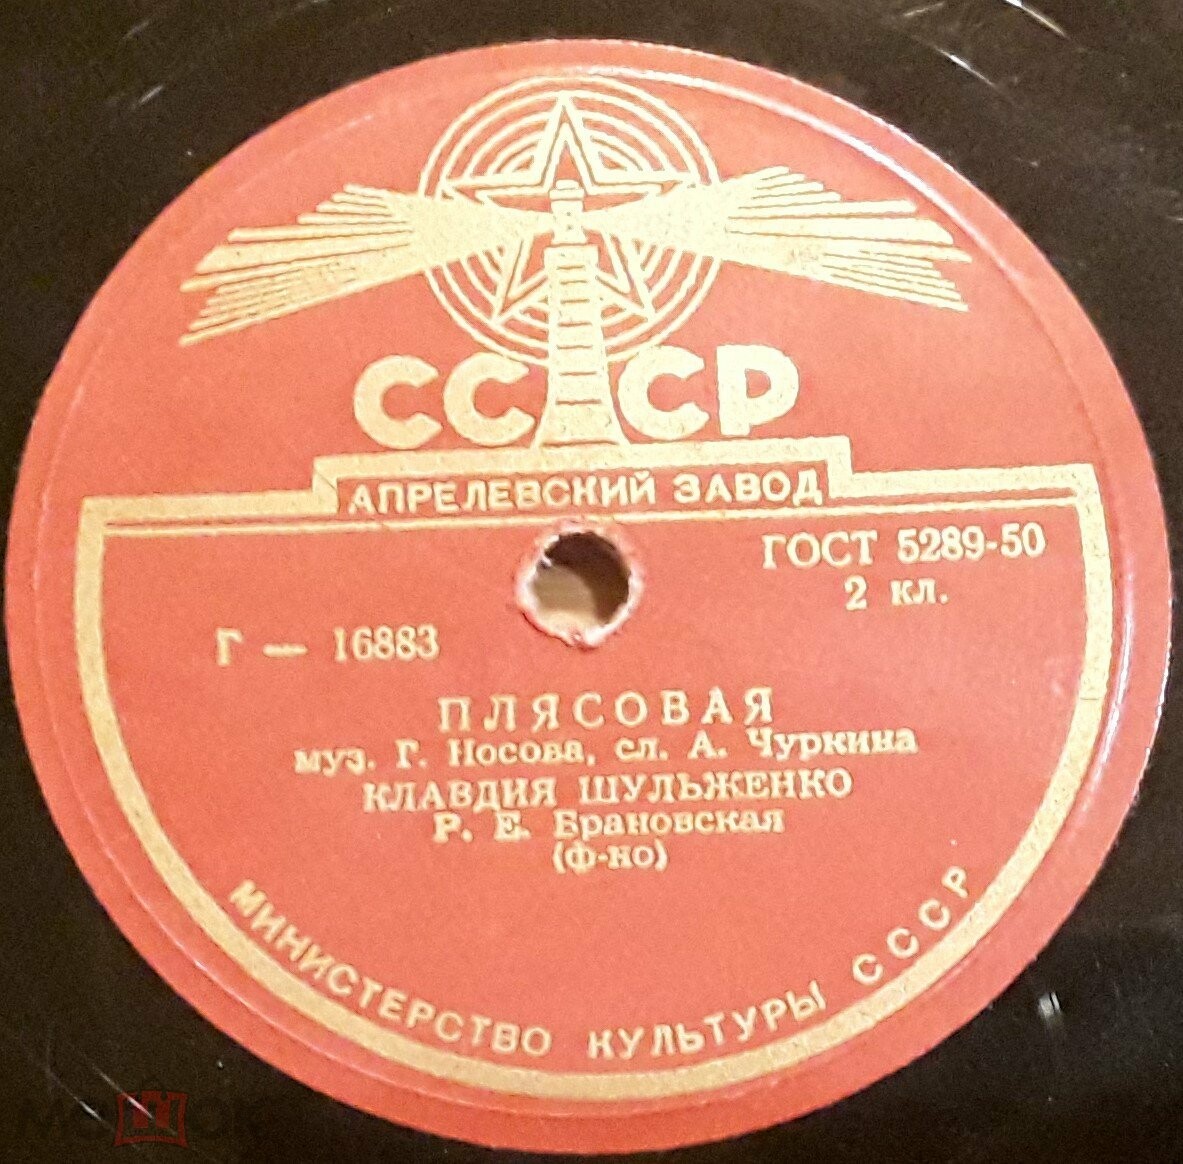 СССР
АПРЕЛЕВСКИЙ ЗАВОД
ГОСТ 5289-50
2 кл.
Г — 16883
ПЛЯСОВАЯ
муз. Г. Носова, сл. А. Чуркина
КЛАВДИЯ ШУЛЬЖЕНКО
Р. Е. Брановская
(ф-но)
МИНИСТЕРСТВО КУЛЬТУРЫ СССР